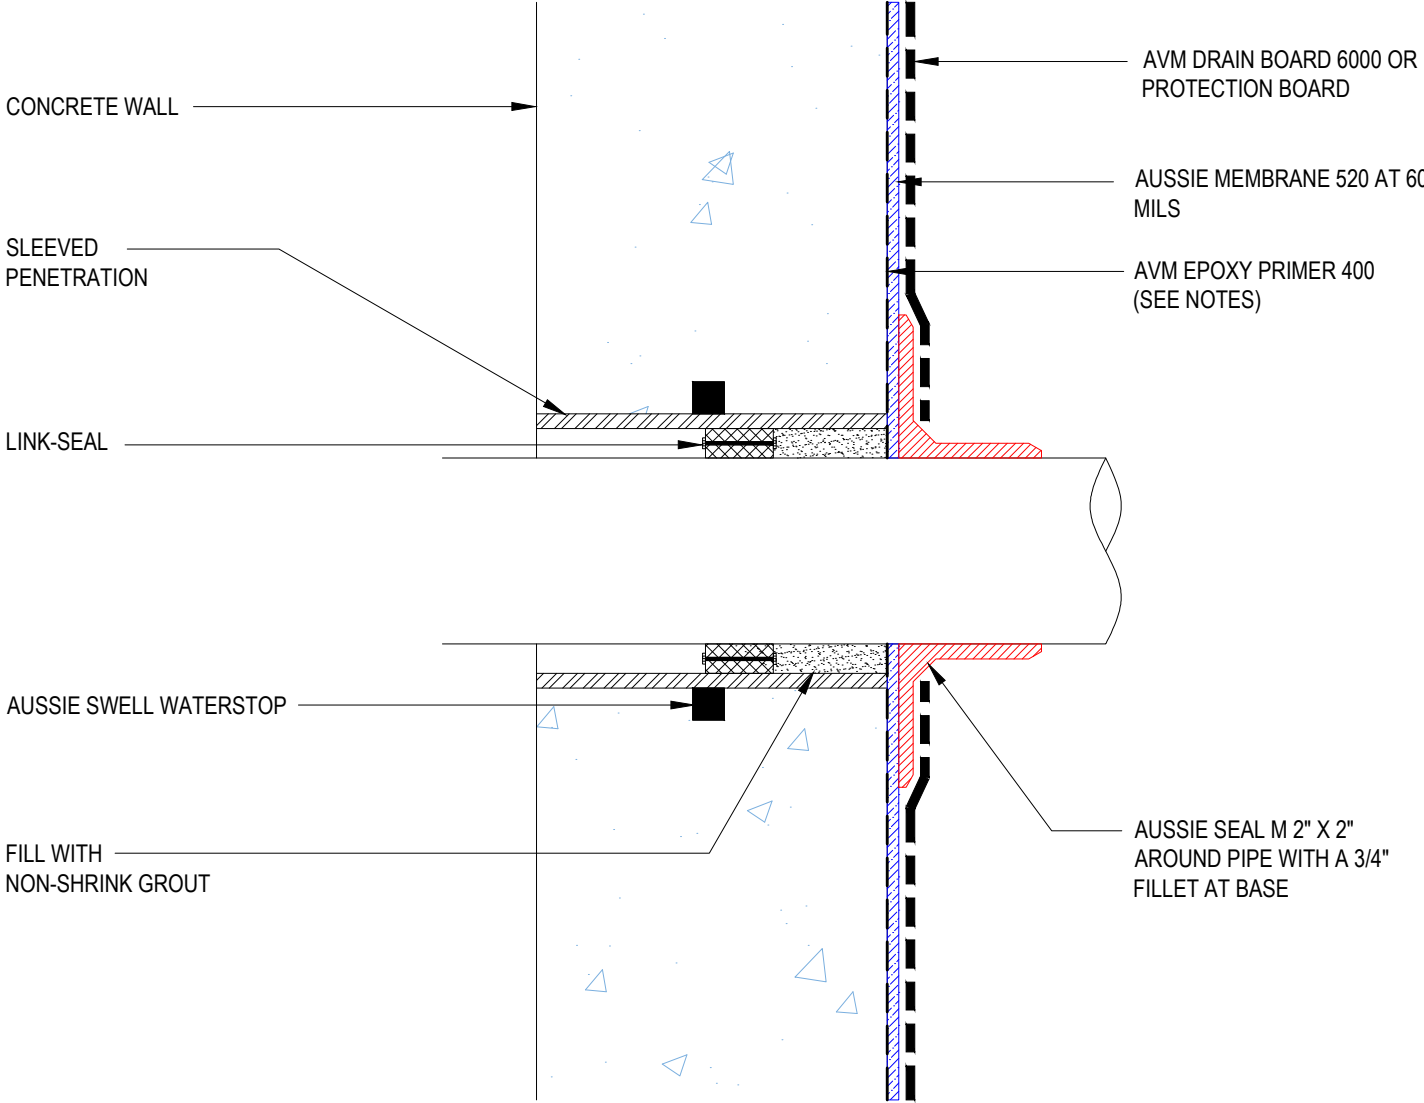 CONCRETE WALL
SLEEVED
PENETRATION
LINK-SEAL
AUSSIE SWELL WATERSTOP
FILL WITH
NON-SHRINK GROUT
AVM DRAIN BOARD 6000 OR
PROTECTION BOARD
AUSSIE MEMBRANE 520 AT 60
MILS
AVM EPOXY PRIMER 400
(SEE NOTES)
AUSSIE SEAL M 2" X 2"
AROUND PIPE WITH A 3/4"
FILLET AT BASE